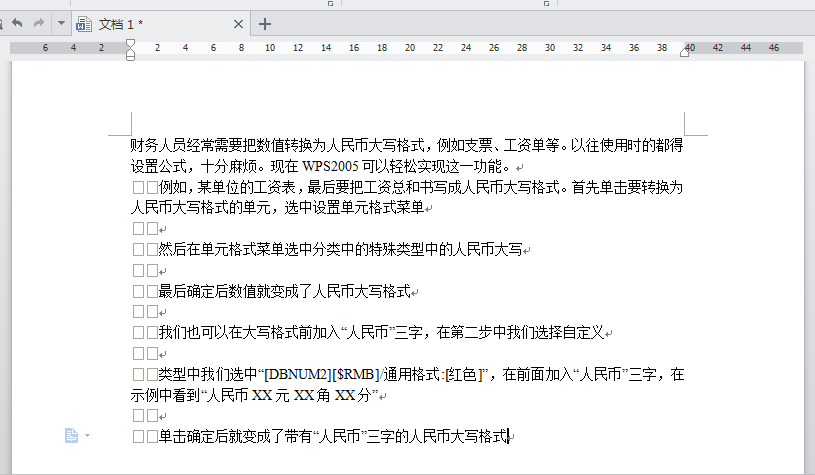 文档 1 *
6 4 2 2 4 6 8 10 12 14 16 18 20 22 24 26 28 30 32 34 36 38 40 42 44 46
财务人员经常需要把数值转换为人民币大写格式，例如支票、工资单等。以往使用时的都得
设置公式，十分麻烦。现在 WPS2005 可以轻松实现这一功能。
例如，某单位的工资表，最后要把工资总和书写成人民币大写格式。首先单击要转换为
人民币大写格式的单元，选中设置单元格式菜单
然后在单元格式菜单选中分类中的特殊类型中的人民币大写
最后确定后数值就变成了人民币大写格式
我们也可以在大写格式前加入“人民币”三字，在第二步中我们选择自定义
类型中我们选中“[DBNUM2][$RMB]/通用格式:[红色]”，在前面加入“人民币”三字，在
示例中看到“人民币 XX 元 XX 角 XX 分”
单击确定后就变成了带有“人民币”三字的人民币大写格式